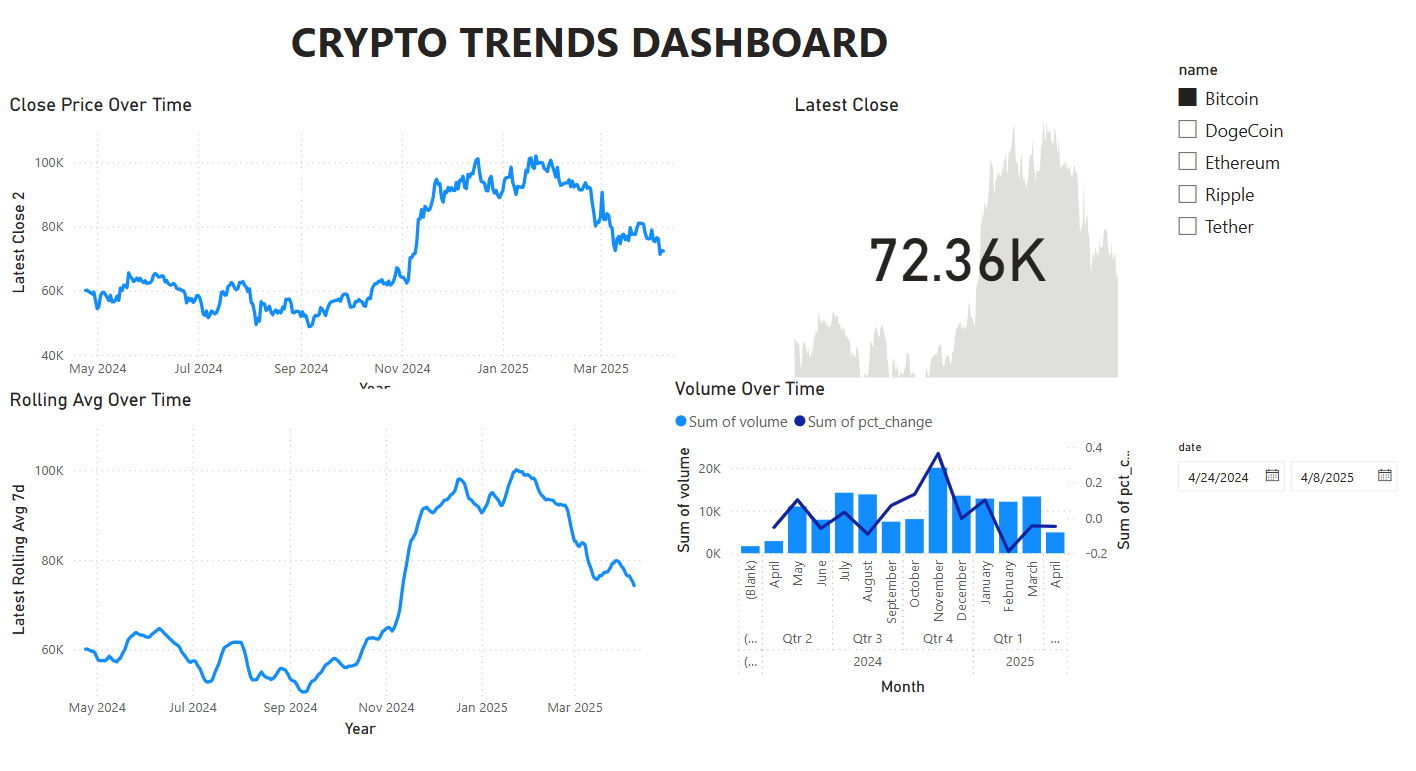 CRYPTO TRENDS DASHBOARD
Close Price Over Time
Latest Close 2
100K
80K
60K
40K
May 2024 Jul 2024 Sep 2024 Nov 2024 Jan 2025 Mar 2025
Year
Latest Close
72.36K
name
Bitcoin
DogeCoin
Ethereum
Ripple
Tether
Rolling Avg Over Time
Latest Rolling Avg 7d
100K
80K
60K
May 2024 Jul 2024 Sep 2024 Nov 2024 Jan 2025 Mar 2025
Year
Volume Over Time
Sum of volume Sum of pct_change
Sum of volume
20K
10K
0K
0.4
0.2
0.0
-0.2
Sum of pct_c...
(Blank) April May June July August September October November December January February March April
(... Qtr 2 Qtr 3 Qtr 4 Qtr 1 ...
(... 2024 2025
Month
date
4/24/2024 4/8/2025